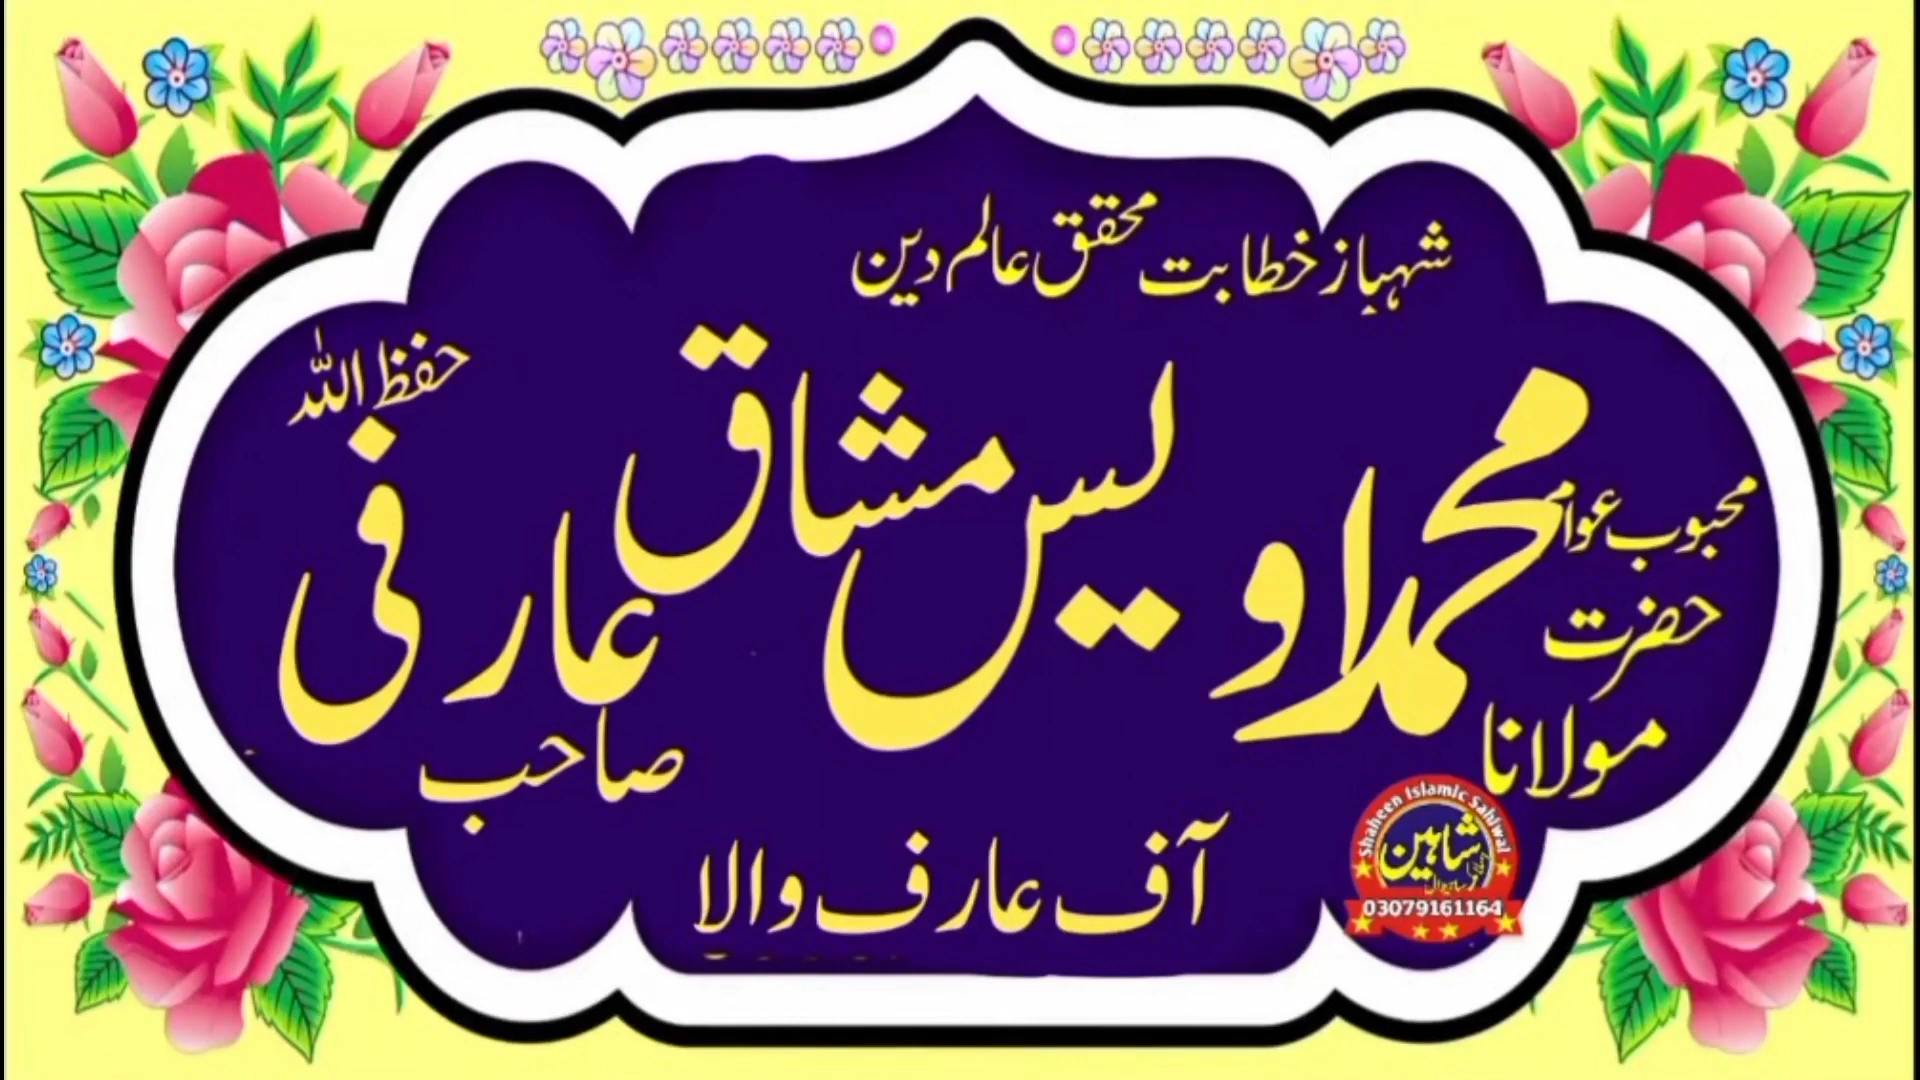 شہباز خطابت محقق عالم دین
محبوب عوام
حضرت
مولانا
محمد اویس مشاق عارفی
حفظ اللہ
صاحب
آف عارف والا
Shaheen Islamic Sahiwal
شاہین
03079161164